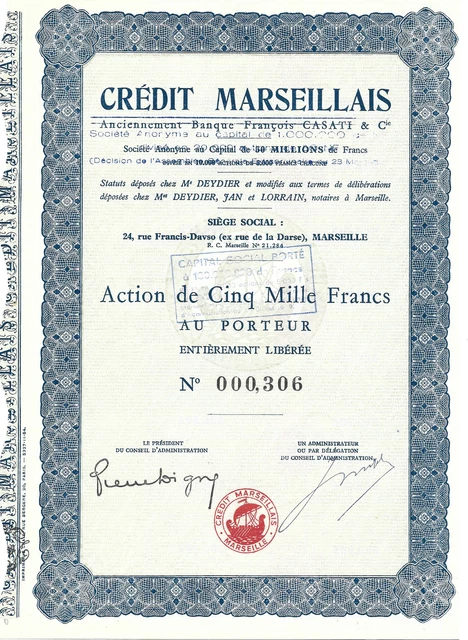 CRÉDIT MARSEILLAIS
Anciennement Banque François CASATI & Cie
Société Anonyme au capital de 1.000.000
Société Anonyme au Capital de 50 MILLIONS de Francs
divisé en 10.000 ACTIONS DE 5.000 FRANCS CHACUNE
(Décision de l'Assemblée
Statuts déposés chez Me DEYDIER et modifiés aux termes de délibérations
déposées chez Mes DEYDIER, JAN et LORRAIN, notaires à Marseille.
SIÈGE SOCIAL :
24, rue Francis-Davso (ex rue de la Darse), MARSEILLE
R. C. Marseille No 21.284
CAPITAL SOCIAL PORTÉ
Action de Cinq Mille Francs
AU PORTEUR
ENTIÈREMENT LIBÉRÉE
No 000,306
LE PRÉSIDENT
DU CONSEIL D'ADMINISTRATION
UN ADMINISTRATEUR
OU PAR DÉLÉGATION
DU CONSEIL D'ADMINISTRATION
CRÉDIT MARSEILLAIS
MARSEILLE